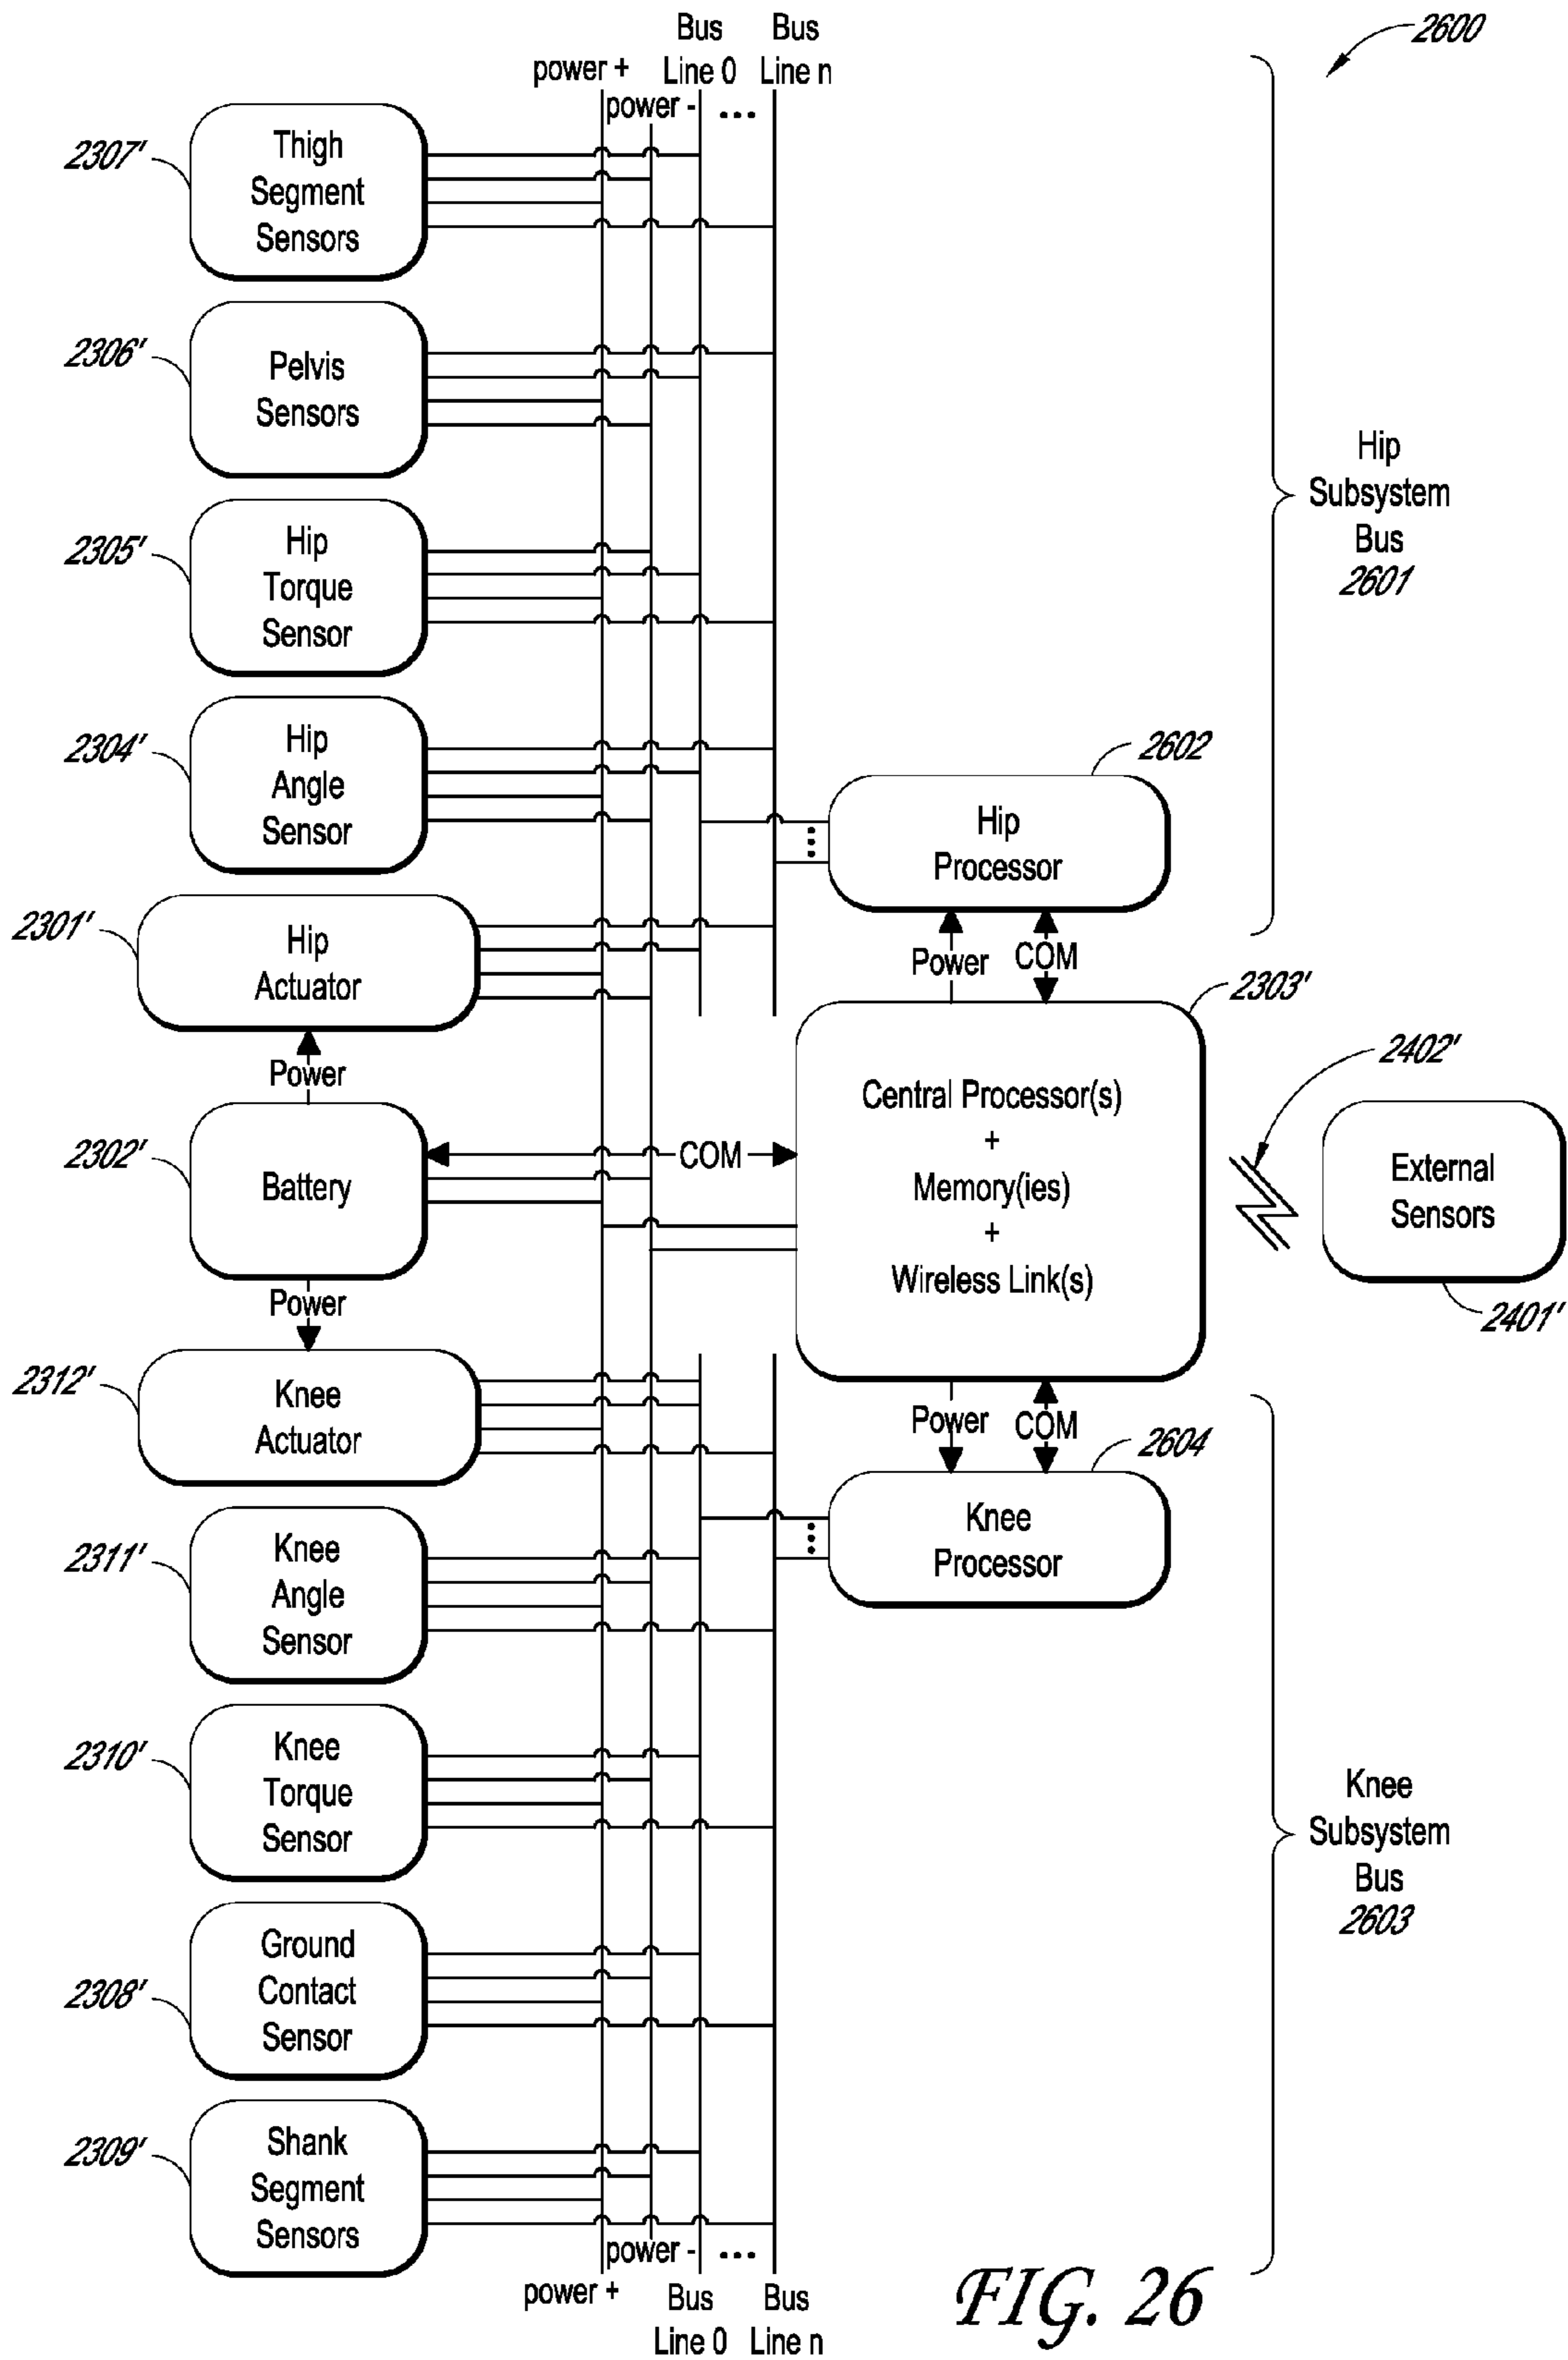 Bus
Line 0
Bus
Line n
power +
power -
...
2600
2307'
Thigh
Segment
Sensors
2306'
Pelvis
Sensors
2305'
Hip
Torque
Sensor
Hip
Subsystem
Bus
2601
2304'
Hip
Angle
Sensor
2602
Hip
Processor
2301'
Hip
Actuator
Power
COM
2303'
Power
2302'
Battery
COM
Central Processor(s)
+
Memory(ies)
+
Wireless Link(s)
2402'
External
Sensors
2401'
Power
2312'
Knee
Actuator
Power
COM
2604
Knee
Processor
2311'
Knee
Angle
Sensor
2310'
Knee
Torque
Sensor
Knee
Subsystem
Bus
2603
2308'
Ground
Contact
Sensor
2309'
Shank
Segment
Sensors
power -
...
power +
Bus
Line 0
Bus
Line n
FIG. 26